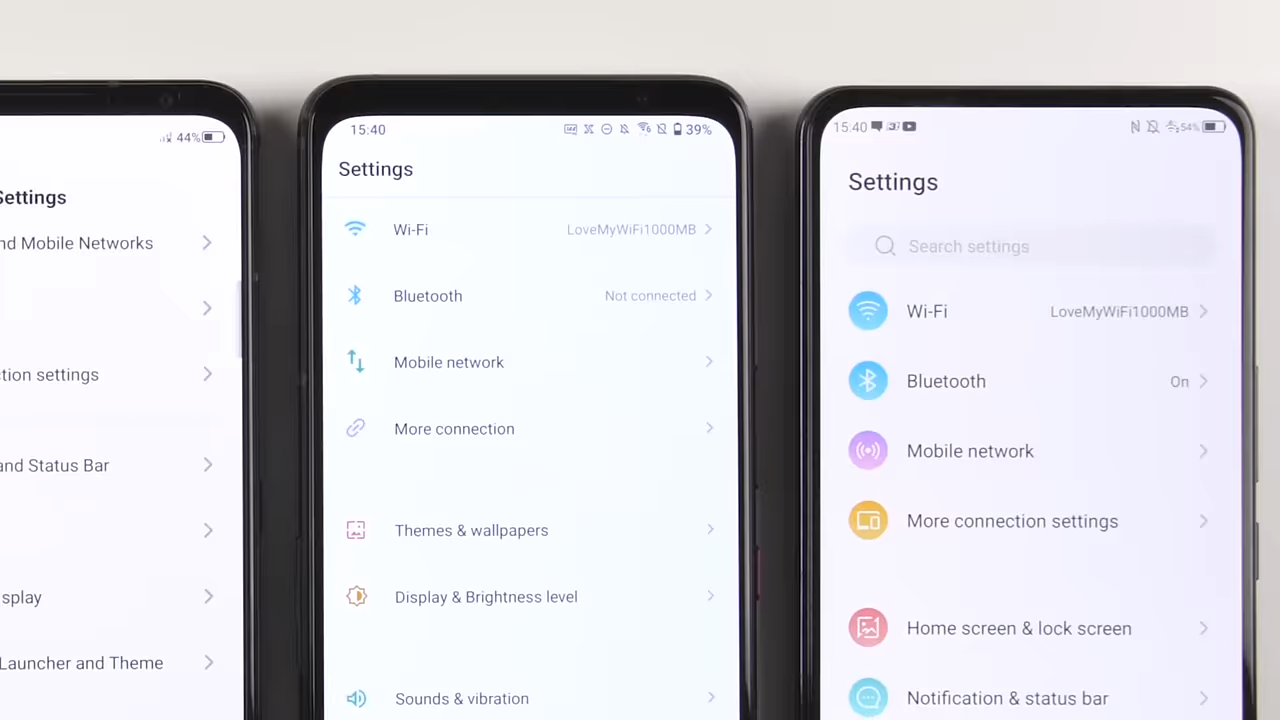 44%
Settings
nd Mobile Networks
tion settings
and Status Bar
splay
Launcher and Theme
15:40
39%
Settings
Wi-Fi LoveMyWiFi1000MB
Bluetooth Not connected
Mobile network
More connection
Themes & wallpapers
Display & Brightness level
Sounds & vibration
15:40
54%
Settings
Search settings
Wi-Fi LoveMyWiFi1000MB
Bluetooth On
Mobile network
More connection settings
Home screen & lock screen
Notification & status bar